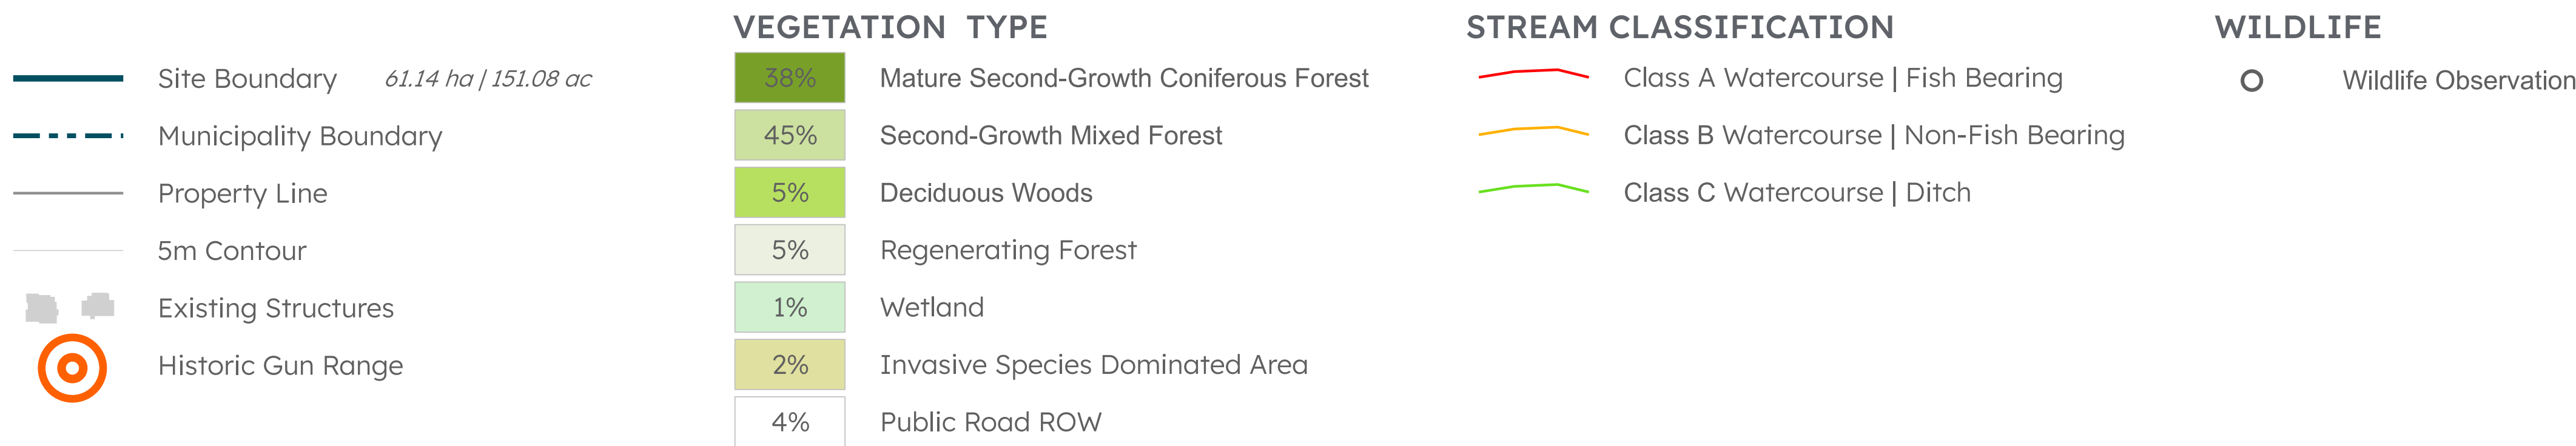 Site Boundary 61.14 ha | 151.08 ac
Municipality Boundary
Property Line
5m Contour
Existing Structures
Historic Gun Range
VEGETATION TYPE
38% Mature Second-Growth Coniferous Forest
45% Second-Growth Mixed Forest
5% Deciduous Woods
5% Regenerating Forest
1% Wetland
2% Invasive Species Dominated Area
4% Public Road ROW
STREAM CLASSIFICATION
Class A Watercourse | Fish Bearing
Class B Watercourse | Non-Fish Bearing
Class C Watercourse | Ditch
WILDLIFE
Wildlife Observation